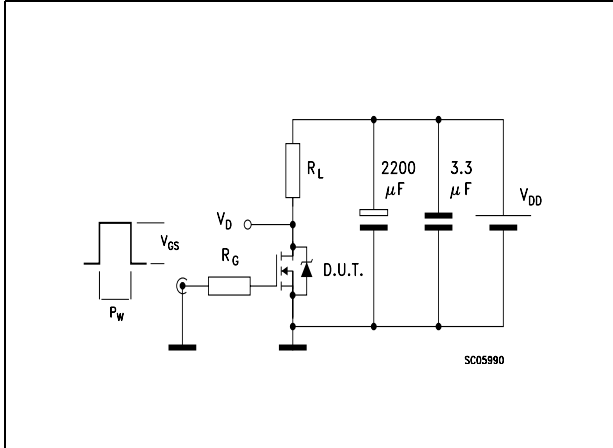 R_L
2200 μF
3.3 μF
V_DD
V_D
V_GS
R_G
D.U.T.
P_W
SC05990